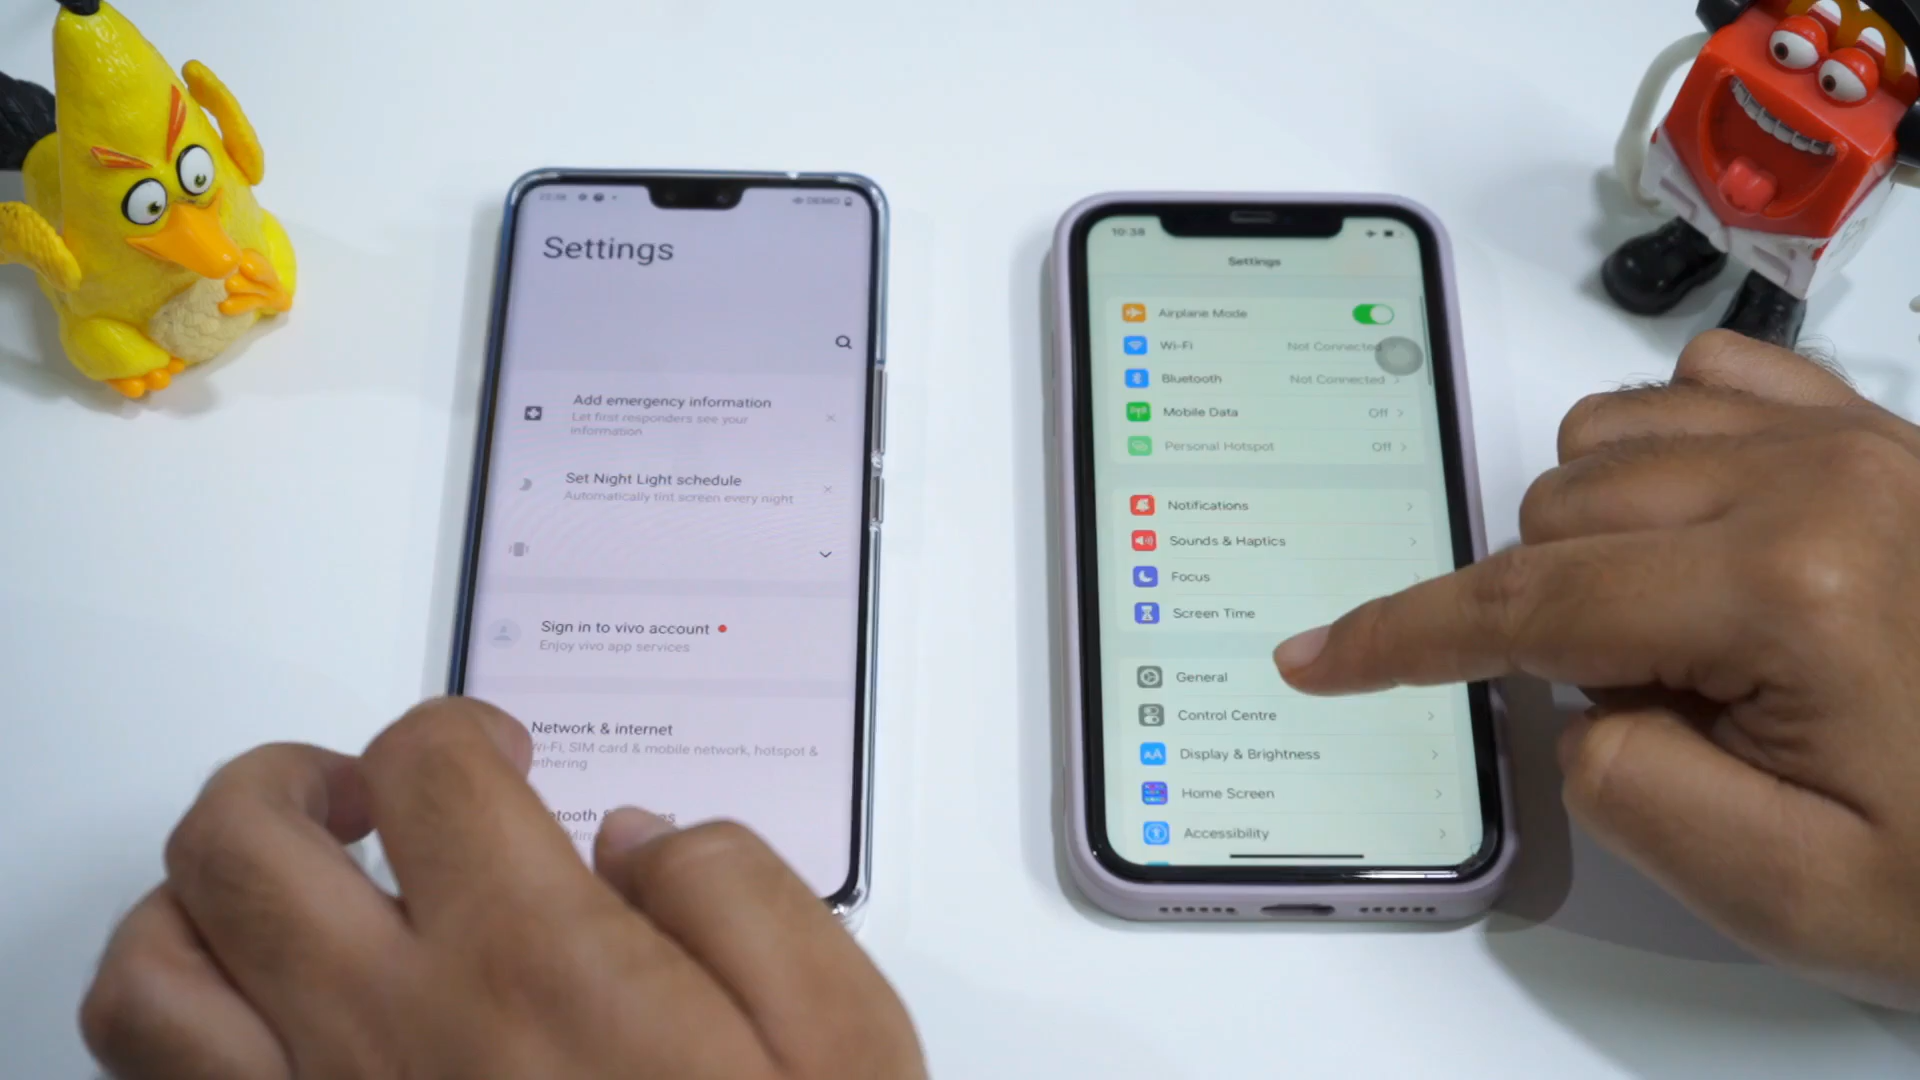 DEMO
Settings
Add emergency information
Let first responders see your
information
Set Night Light schedule
Automatically tint screen every night
Sign in to vivo account
Enjoy vivo app services
Network & internet
Wi-Fi, SIM card & mobile network, hotspot &
ethering
10:38
Settings
Airplane Mode
Wi-Fi Not Connected
Bluetooth Not Connected
Mobile Data Off
Personal Hotspot Off
Notifications
Sounds & Haptics
Focus
Screen Time
General
Control Centre
AA Display & Brightness
Home Screen
Accessibility